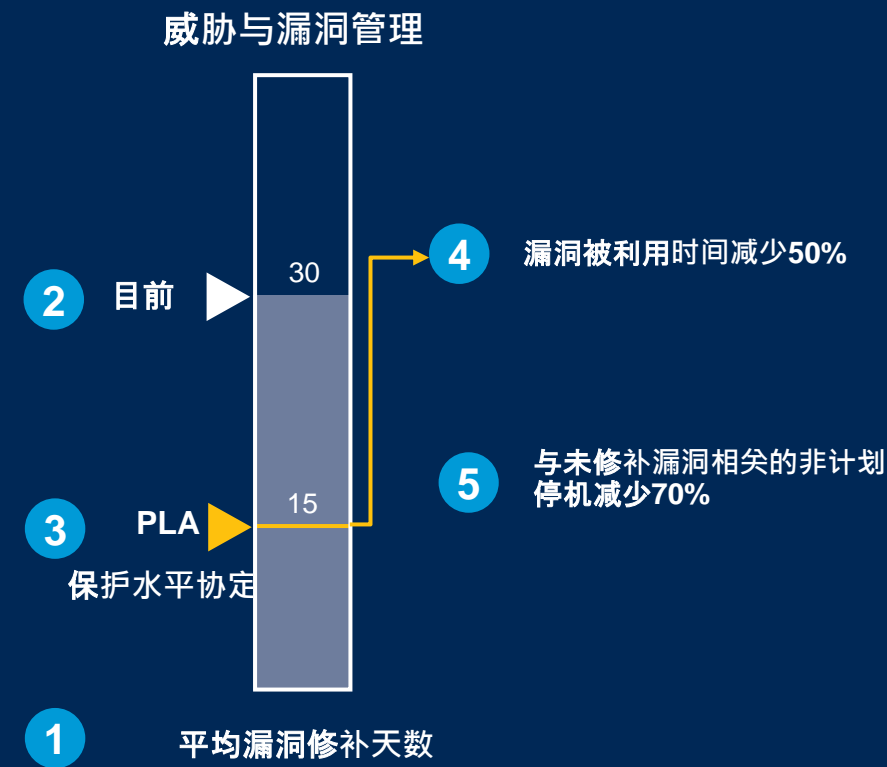 威胁与漏洞管理
30
4
漏洞被利用时间减少50%
2
目前
与未修补漏洞相关的非计划
5
停机减少70%
15
3
PLA
保护水平协定
1
平均漏洞修补天数